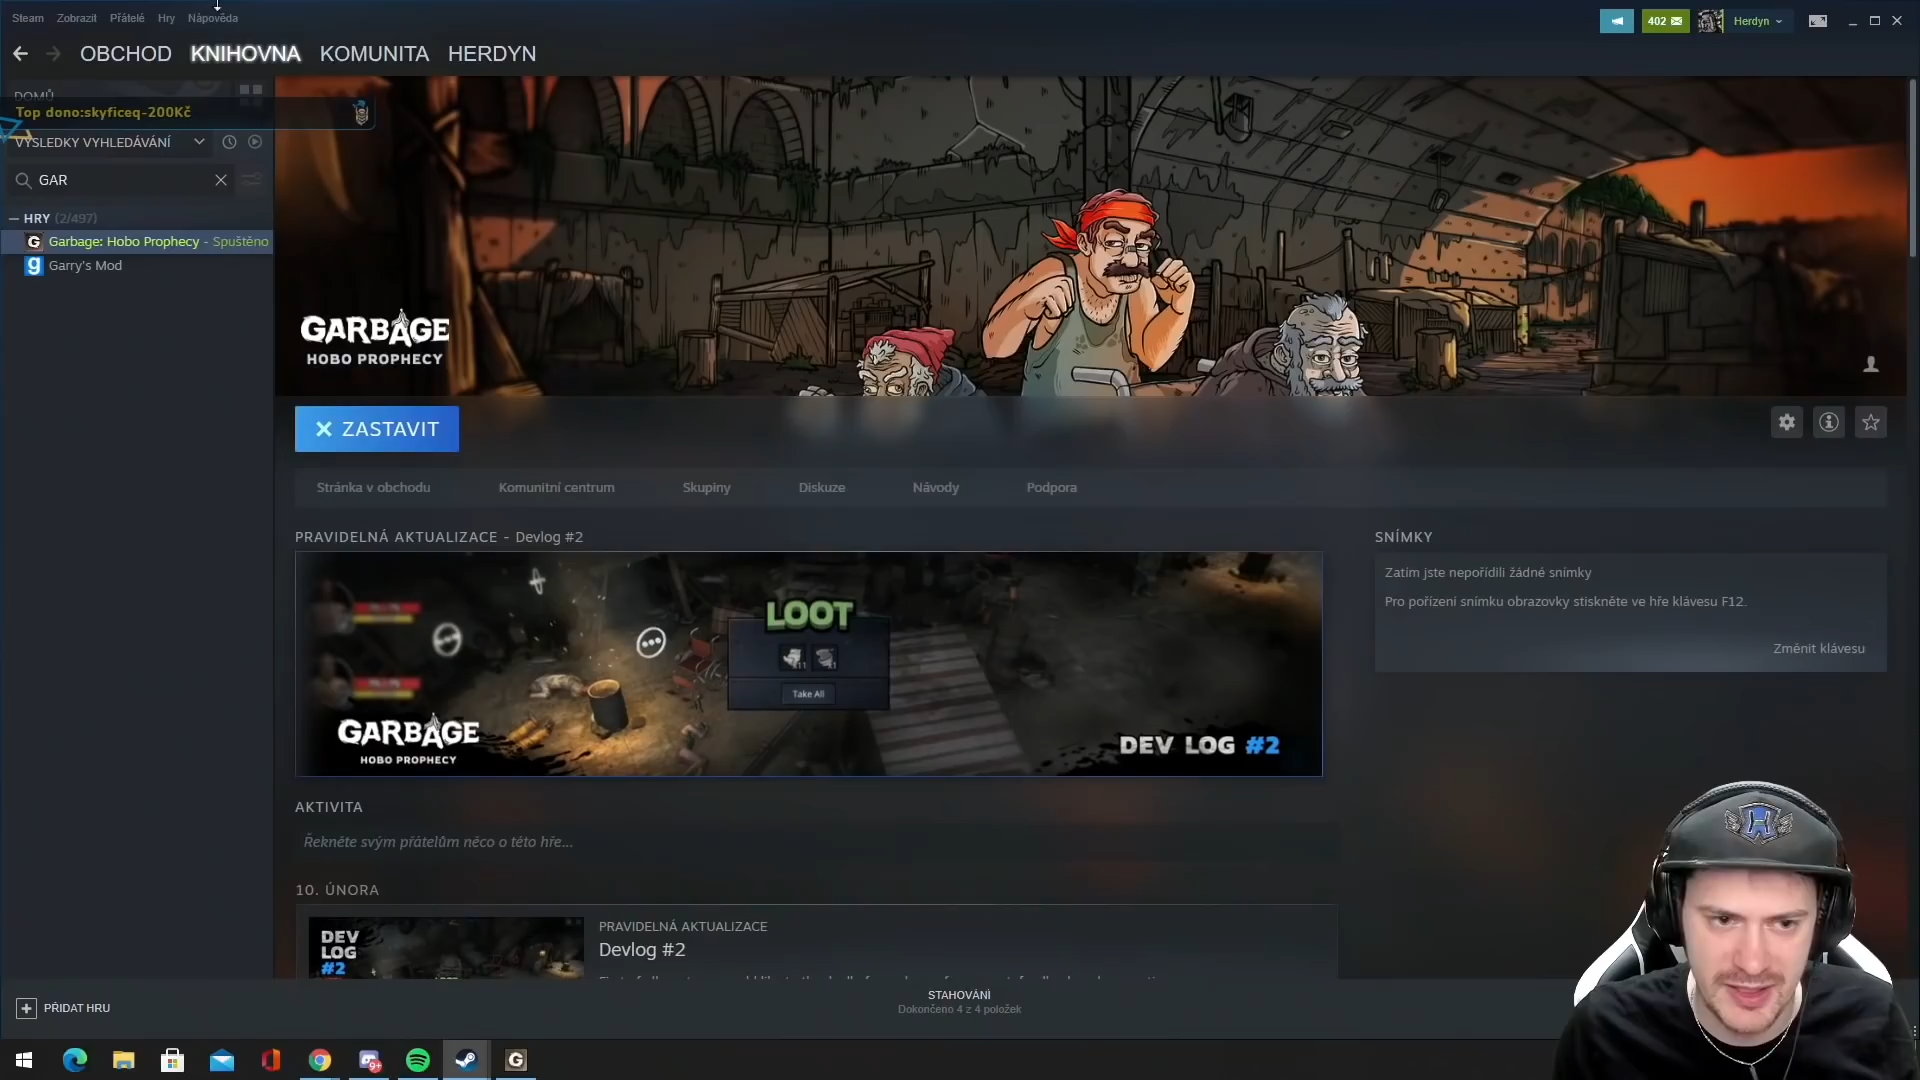 Steam Zobrazit Přátelé Hry Nápověda
402
Herdyn
OBCHOD KNIHOVNA KOMUNITA HERDYN
DOMŮ
Top dono:skyficeq-200Kč
VÝSLEDKY VYHLEDÁVÁNÍ
GAR
HRY (2/497)
Garbage: Hobo Prophecy - Spuštěno
Garry's Mod
GARBAGE
HOBO PROPHECY
ZASTAVIT
Stránka v obchodu Komunitní centrum Skupiny Diskuze Návody Podpora
PRAVIDELNÁ AKTUALIZACE - Devlog #2
SNÍMKY
Zatím jste nepořídili žádné snímky
Pro pořízení snímku obrazovky stiskněte ve hře klávesu F12.
Změnit klávesu
LOOT
Take All
GARBAGE
HOBO PROPHECY
DEV LOG #2
AKTIVITA
Řekněte svým přátelům něco o této hře...
10. ÚNORA
DEV
LOG
#2
PRAVIDELNÁ AKTUALIZACE
Devlog #2
PŘIDAT HRU
STAHOVÁNÍ
Dokončeno 4 z 4 položek